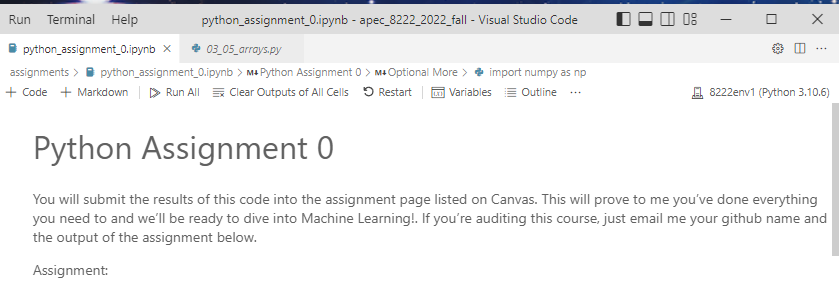 Run Terminal Help python_assignment_0.ipynb - apec_8222_2022_fall - Visual Studio Code
python_assignment_0.ipynb 03_05_arrays.py
assignments > python_assignment_0.ipynb > M↓Python Assignment 0 > M↓Optional More > import numpy as np
+ Code + Markdown Run All Clear Outputs of All Cells Restart Variables Outline ... 8222env1 (Python 3.10.6)
Python Assignment 0
You will submit the results of this code into the assignment page listed on Canvas. This will prove to me you’ve done everything
you need to and we’ll be ready to dive into Machine Learning!. If you’re auditing this course, just email me your github name and
the output of the assignment below.
Assignment: